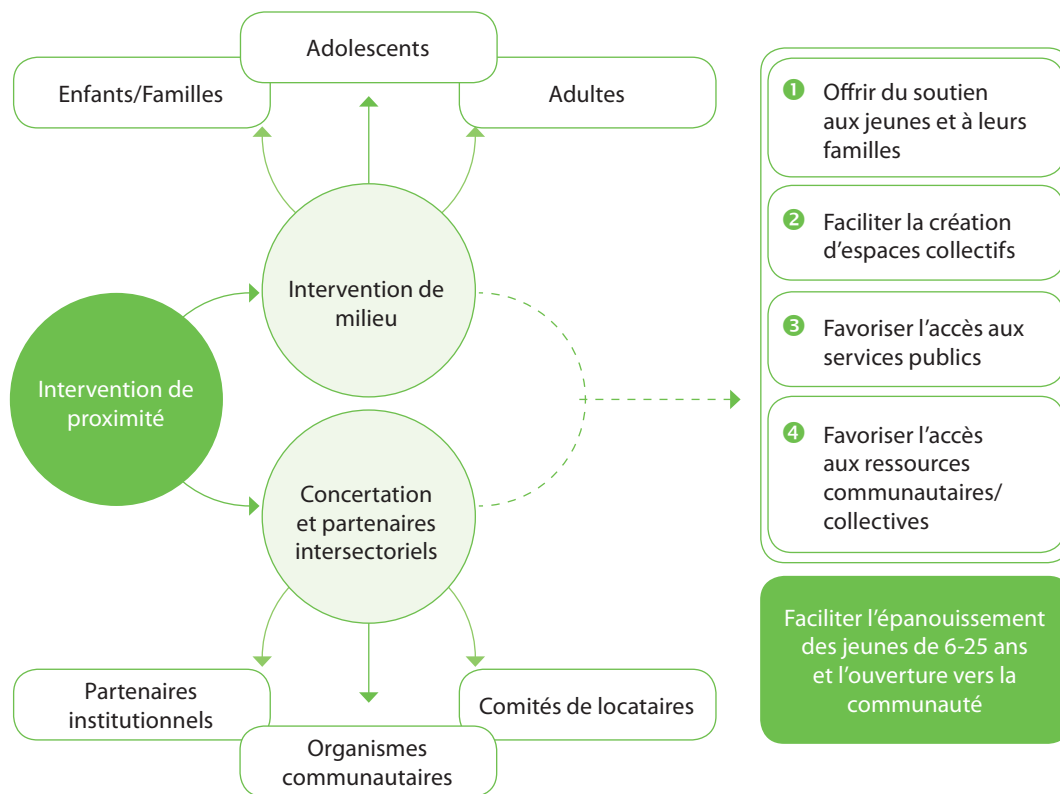 Adolescents
Enfants/Familles
Adultes
Intervention de
milieu
Intervention de
proximité
Concertation
et partenaires
intersectoriels
Partenaires
institutionnels
Organismes
communautaires
Comités de locataires
1 Offrir du soutien
aux jeunes et à leurs
familles
2 Faciliter la création
d’espaces collectifs
3 Favoriser l’accès aux
services publics
4 Favoriser l’accès
aux ressources
communautaires/
collectives
Faciliter l’épanouissement
des jeunes de 6-25 ans
et l’ouverture vers la
communauté